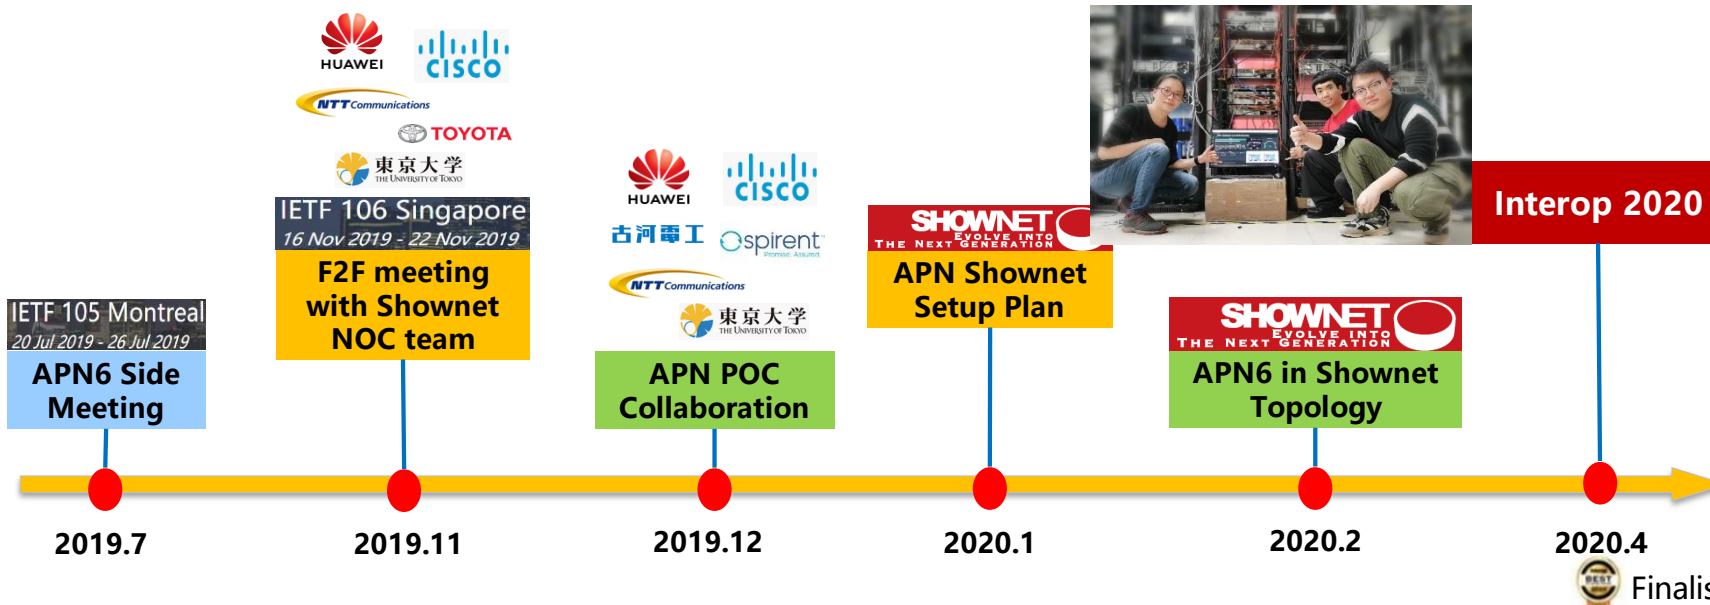 HUAWEI
CISCO
NTT Communications
TOYOTA
東京大学
THE UNIVERSITY OF TOKYO
IETF 106 Singapore
16 Nov 2019 - 22 Nov 2019
F2F meeting
with Shownet
NOC team
IETF 105 Montreal
20 Jul 2019 - 26 Jul 2019
APN6 Side
Meeting
HUAWEI
CISCO
古河電工
spirent
Promise. Assured.
NTT Communications
東京大学
THE UNIVERSITY OF TOKYO
APN POC
Collaboration
SHOWNET
EVOLVE INTO
THE NEXT GENERATION
APN Shownet
Setup Plan
SHOWNET
EVOLVE INTO
THE NEXT GENERATION
APN6 in Shownet
Topology
Interop 2020
2019.7
2019.11
2019.12
2020.1
2020.2
2020.4
BEST
Finalis